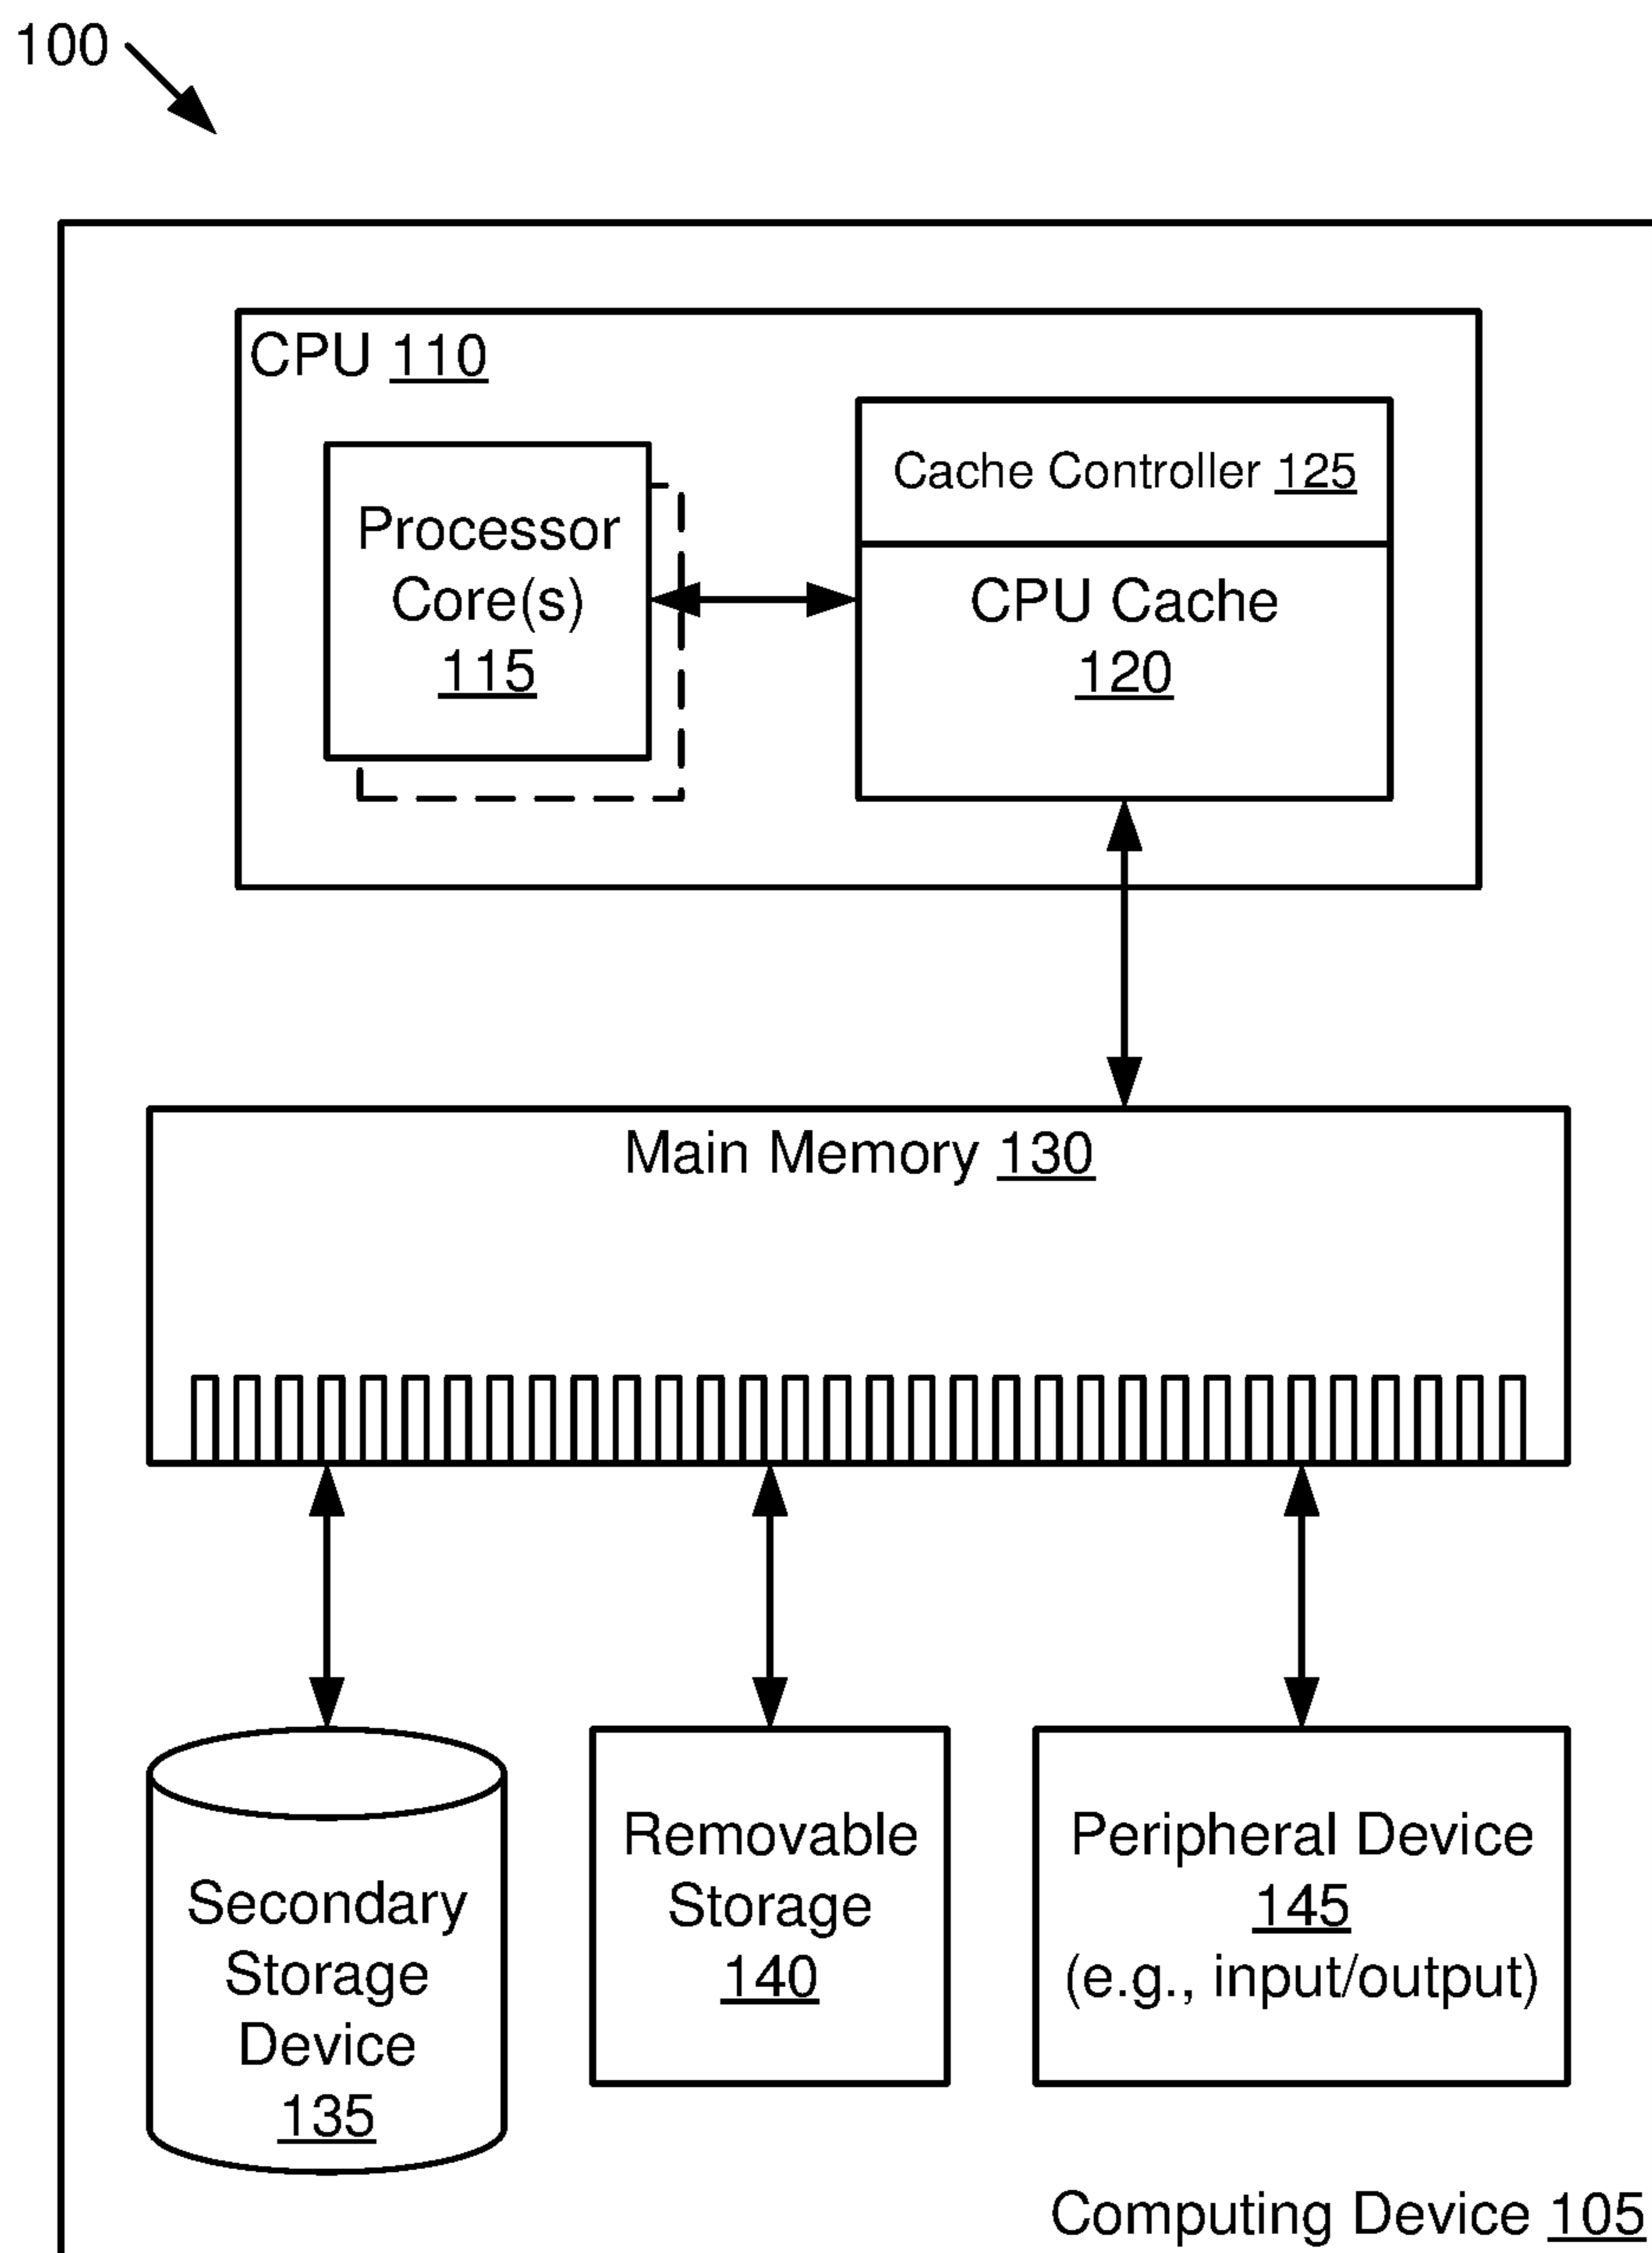 100
CPU 110
Cache Controller 125
Processor
Core(s)
115
CPU Cache
120
Main Memory 130
Secondary
Storage
Device
135
Removable
Storage
140
Peripheral Device
145
(e.g., input/output)
Computing Device 105